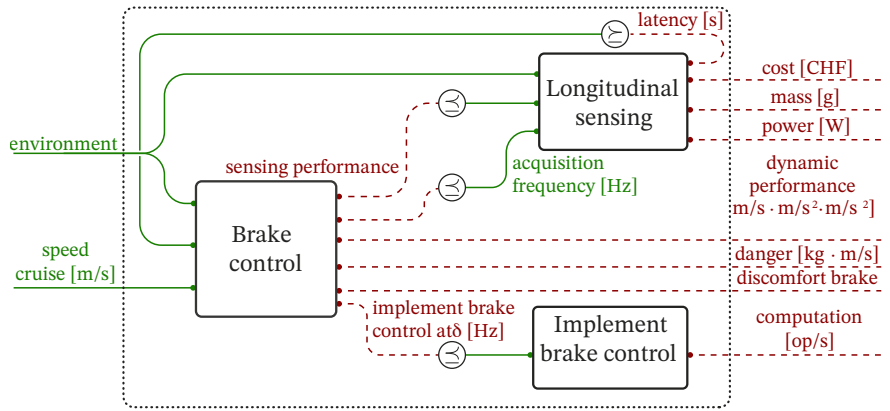 latency [s]
cost [CHF]
Longitudinal
sensing
mass [g]
power [W]
environment
sensing performance
acquisition
frequency [Hz]
dynamic
performance
m/s · m/s²·m/s²]
Brake
control
speed
cruise [m/s]
danger [kg · m/s]
discomfort brake
implement brake
control atδ [Hz]
Implement
brake control
computation
[op/s]
⪰
⪯
⪯
⪯